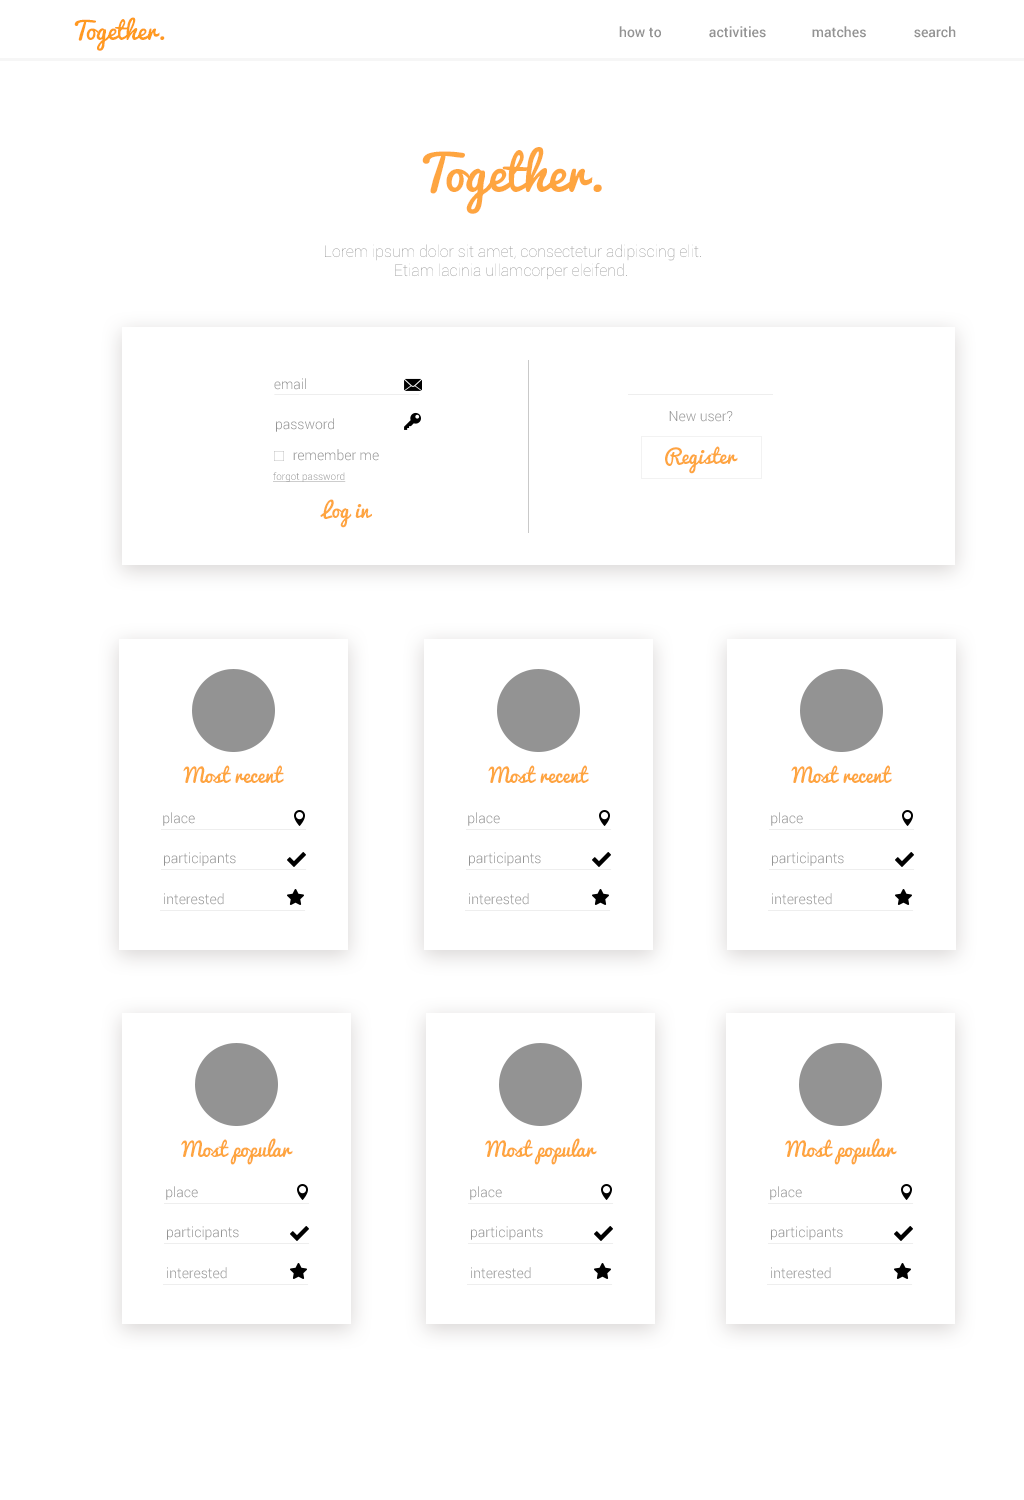 Together.
how to activities matches search
Together.
Lorem ipsum dolor sit amet, consectetur adipiscing elit.
Etiam lacinia ullamcorper eleifend.
email
password
remember me
forgot password
Log in
New user?
Register
Most recent Most recent Most recent
place place place
participants participants participants
interested interested interested
Most popular Most popular Most popular
place place place
participants participants participants
interested interested interested